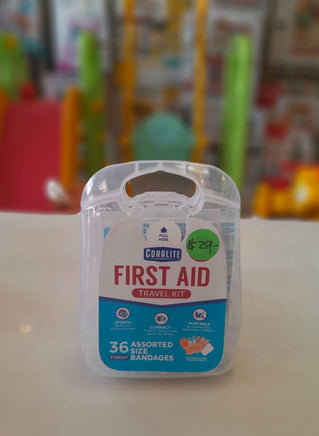 PULL
HERE
CORALITE
$29-
FIRST AID
TRAVEL KIT
SPORTS
COMPACT
PORTABLE
36 ASSORTED
STERILE* SIZE
BANDAGES